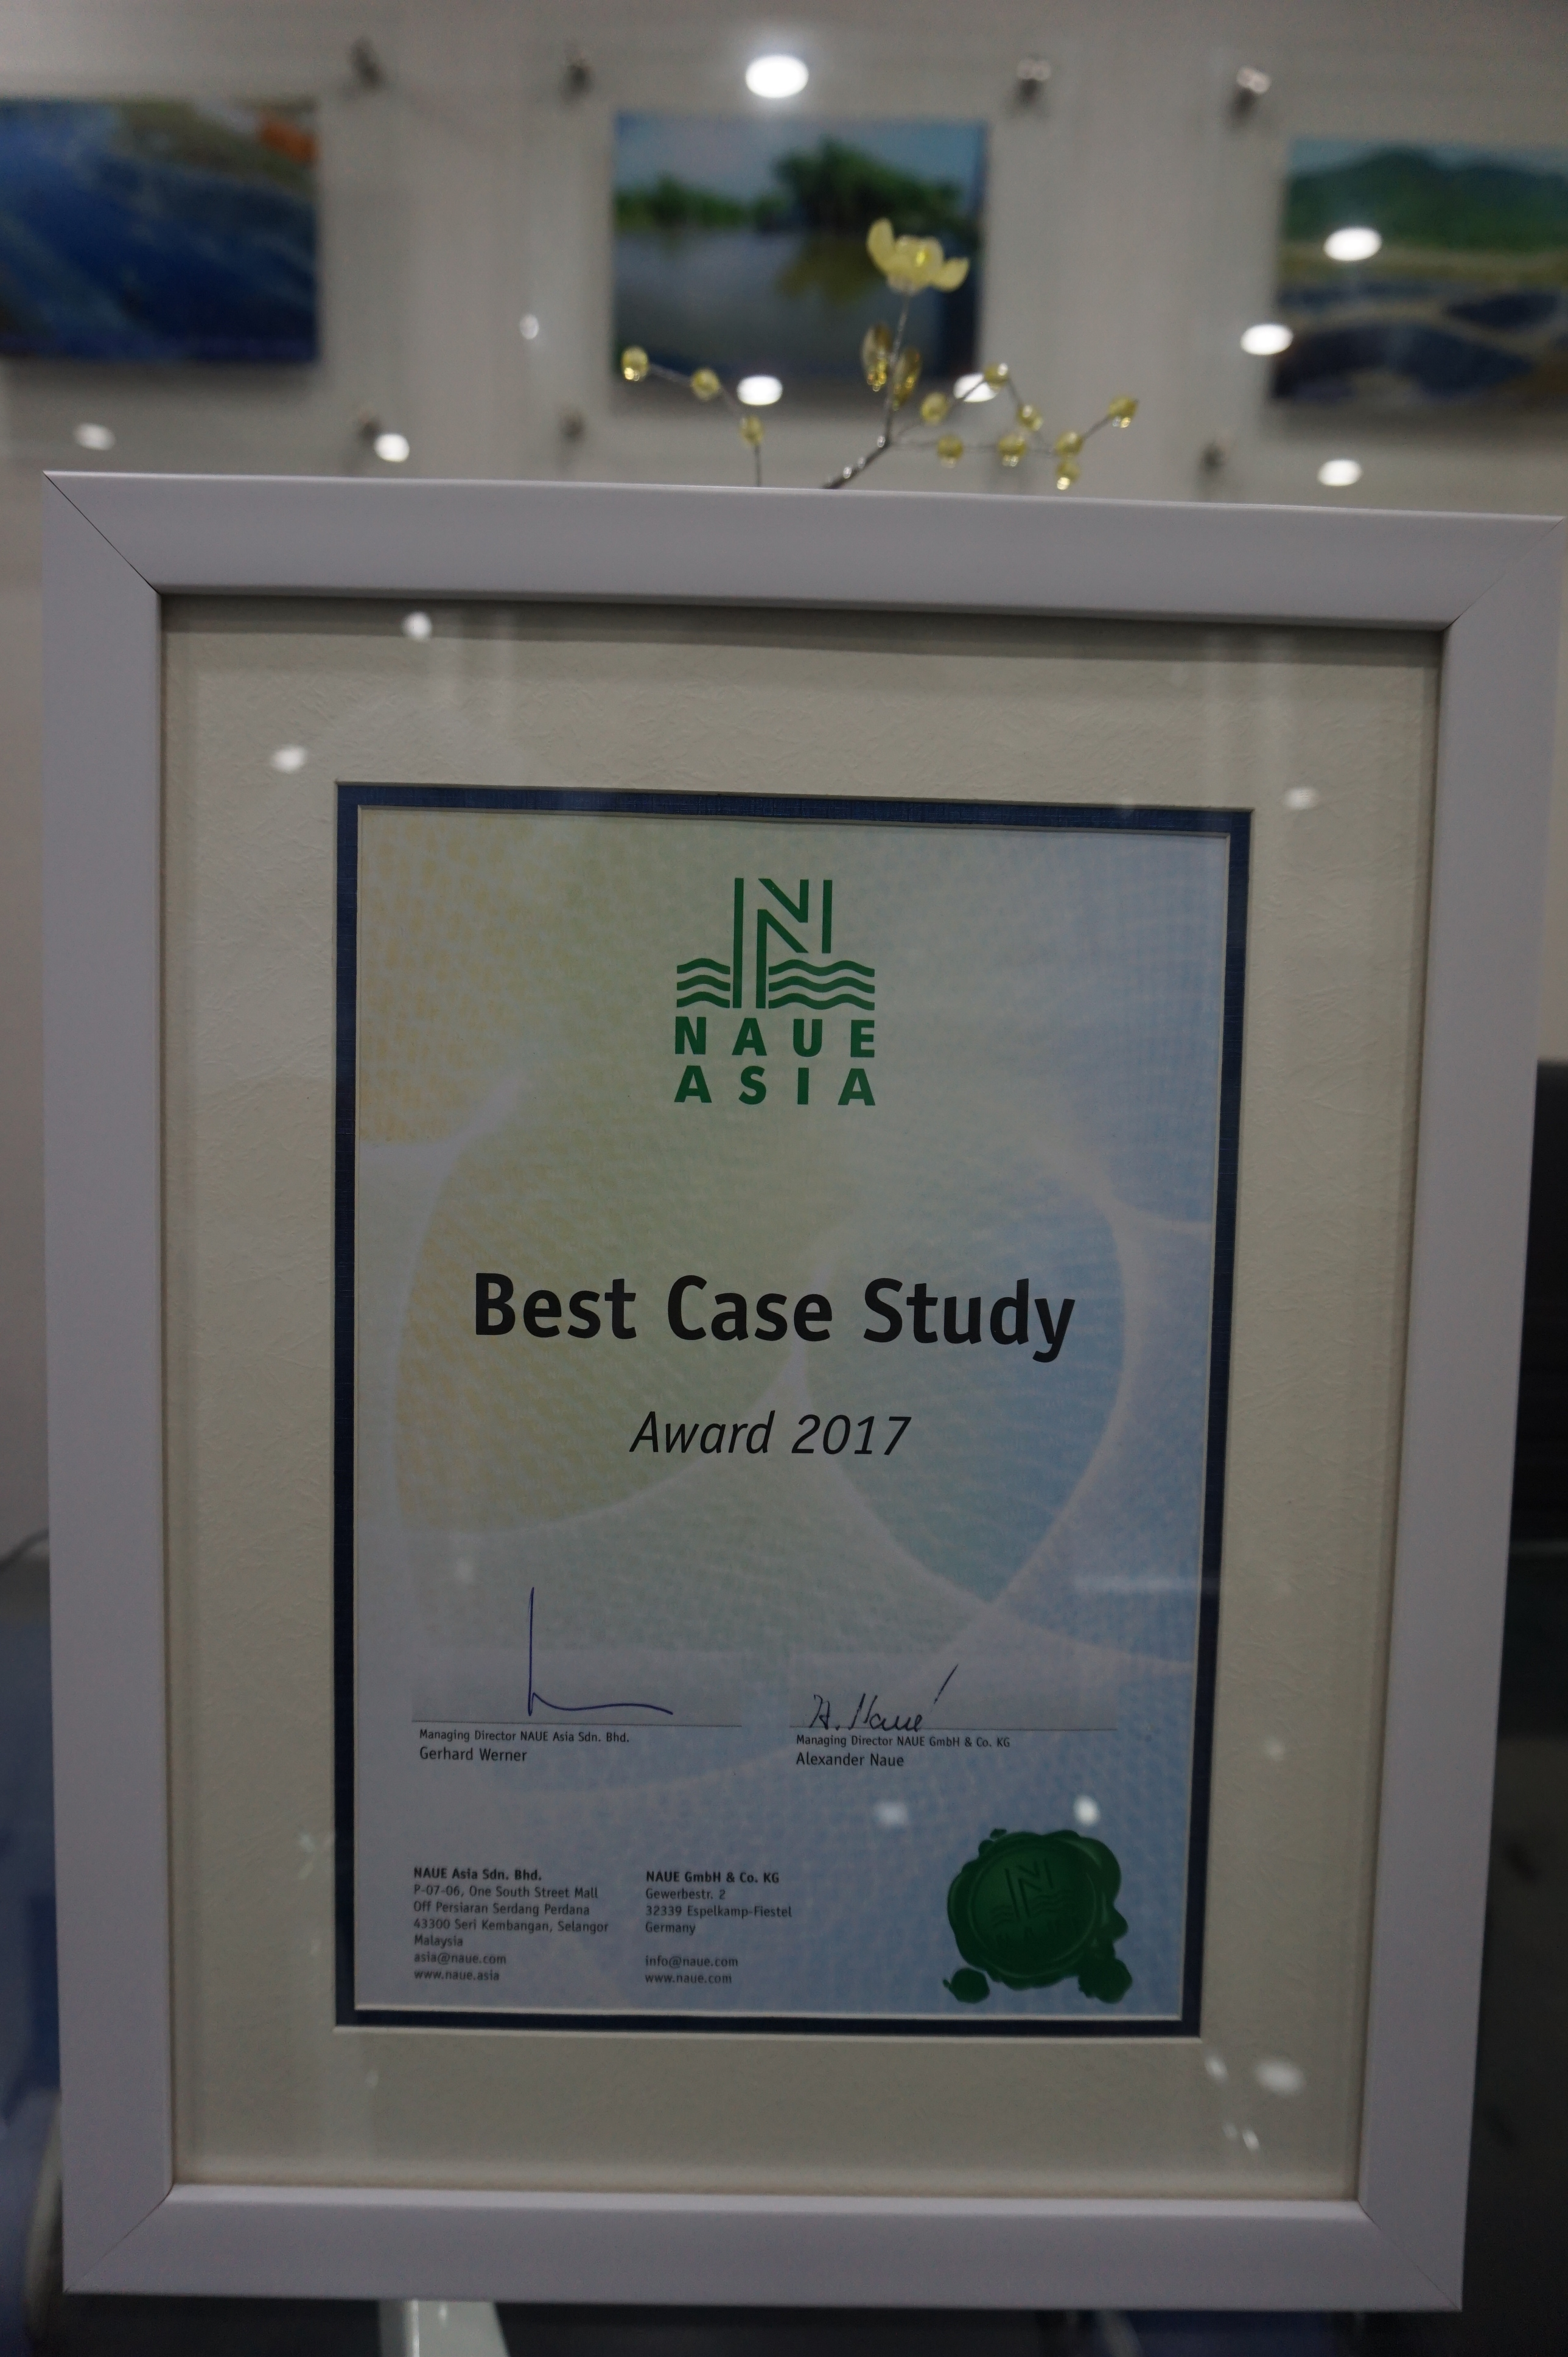 NAUE
ASIA
Best Case Study
Award 2017
A. Naue
Managing Director NAUE Asia Sdn. Bhd.
Gerhard Werner
Managing Director NAUE GmbH & Co. KG
Alexander Naue
NAUE Asia Sdn. Bhd.
P-07-06, One South Street Mall
Off Persiaran Serdang Perdana
43300 Seri Kembangan, Selangor
Malaysia
asia@naue.com
www.naue.asia
NAUE GmbH & Co. KG
Gewerbestr. 2
32339 Espelkamp-Fiestel
Germany
info@naue.com
www.naue.com